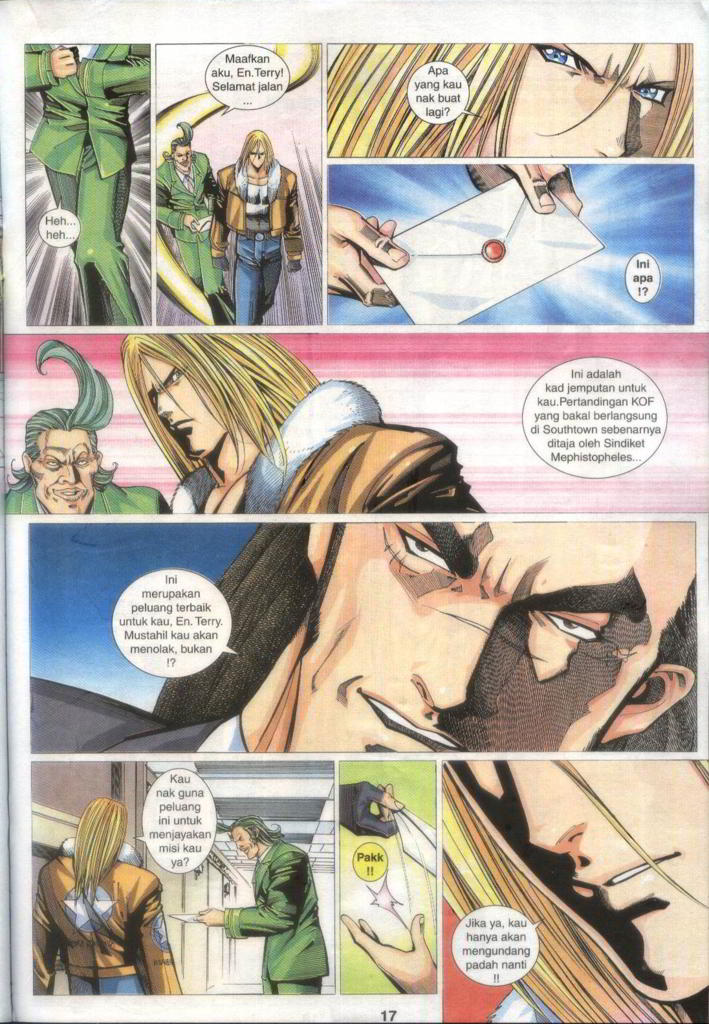 Heh...
heh...
Maafkan
aku, En.Terry!
Selamat jalan
...
Apa
yang kau
nak buat
lagi?
Ini
apa
!?
Ini adalah
kad jemputan untuk
kau.Pertandingan KOF
yang bakal berlangsung
di Southtown sebenarnya
ditaja oleh Sindiket
Mephistopheles...
Ini
merupakan
peluang terbaik
untuk kau, En. Terry.
Mustahil kau akan
menolak, bukan
!?
Kau
nak guna
peluang
ini untuk
menjayakan
misi kau
ya?
Pakk
!!
Jika ya, kau
hanya akan
mengundang
padah nanti
!!
17